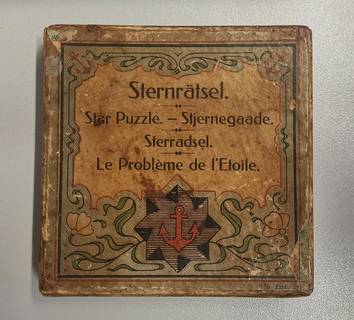 Sternrätsel.
Star Puzzle. – Stjernegaade.
Sterradsel.
Le Problème de l'Etoile.